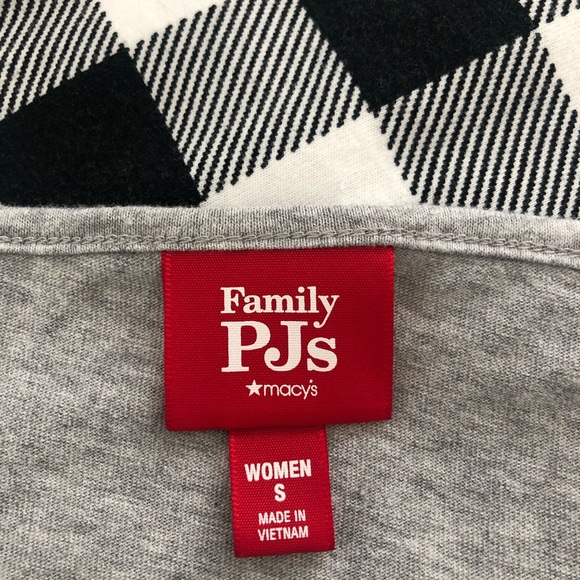 Family
PJs
★macy's
WOMEN
S
MADE IN
VIETNAM